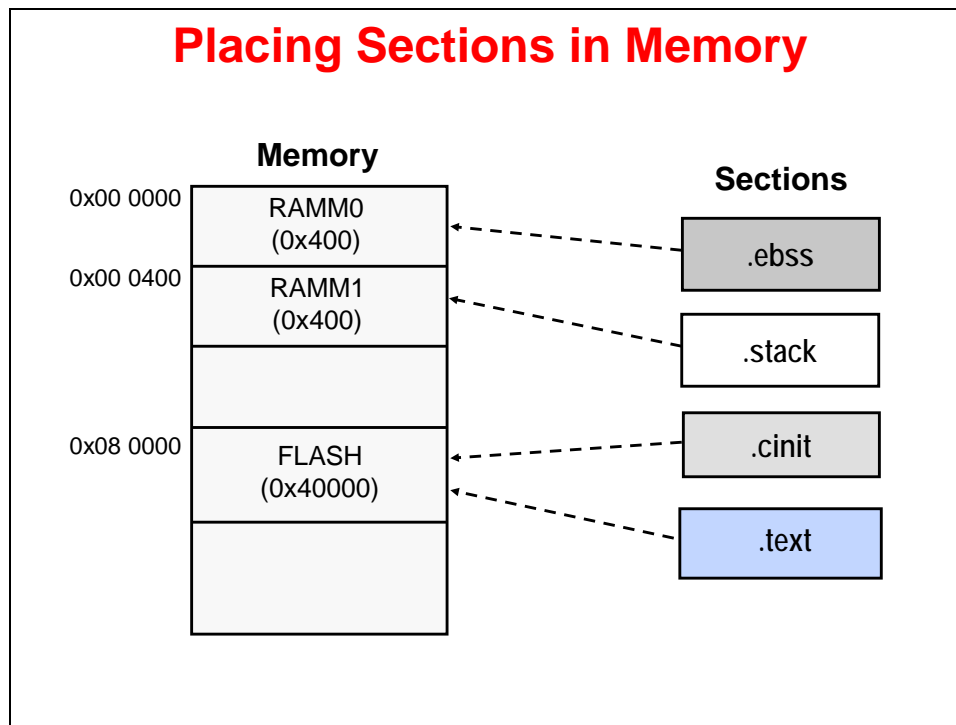 Placing Sections in Memory
Memory
0x00 0000
RAMM0
(0x400)
0x00 0400
RAMM1
(0x400)
0x08 0000
FLASH
(0x40000)
Sections
.ebss
.stack
.cinit
.text